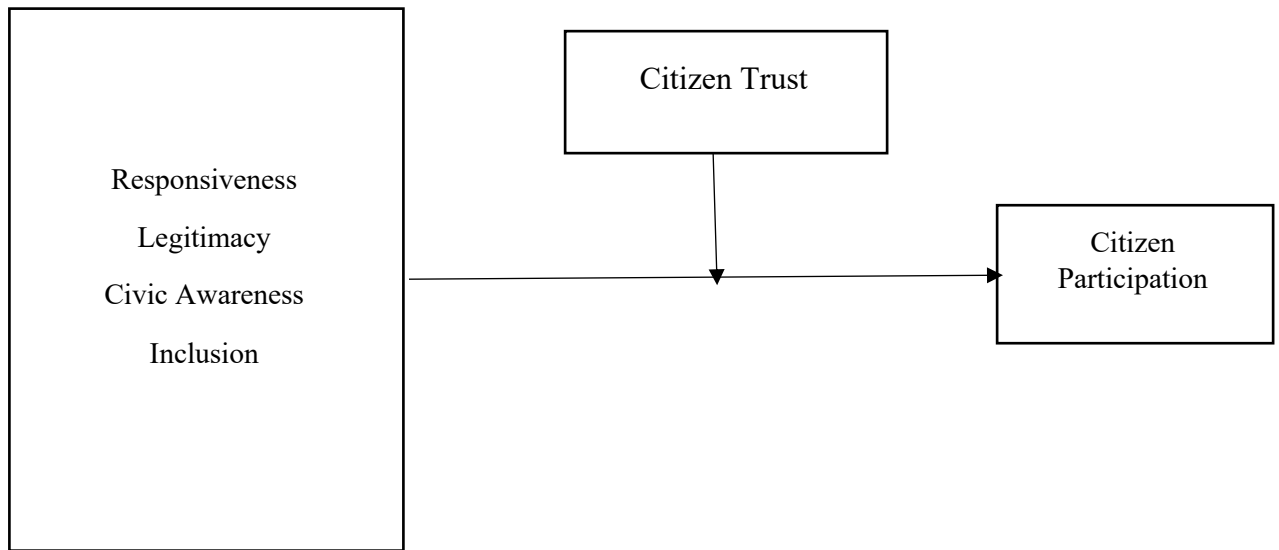 Citizen Trust
Responsiveness
Legitimacy
Civic Awareness
Inclusion
Citizen
Participation